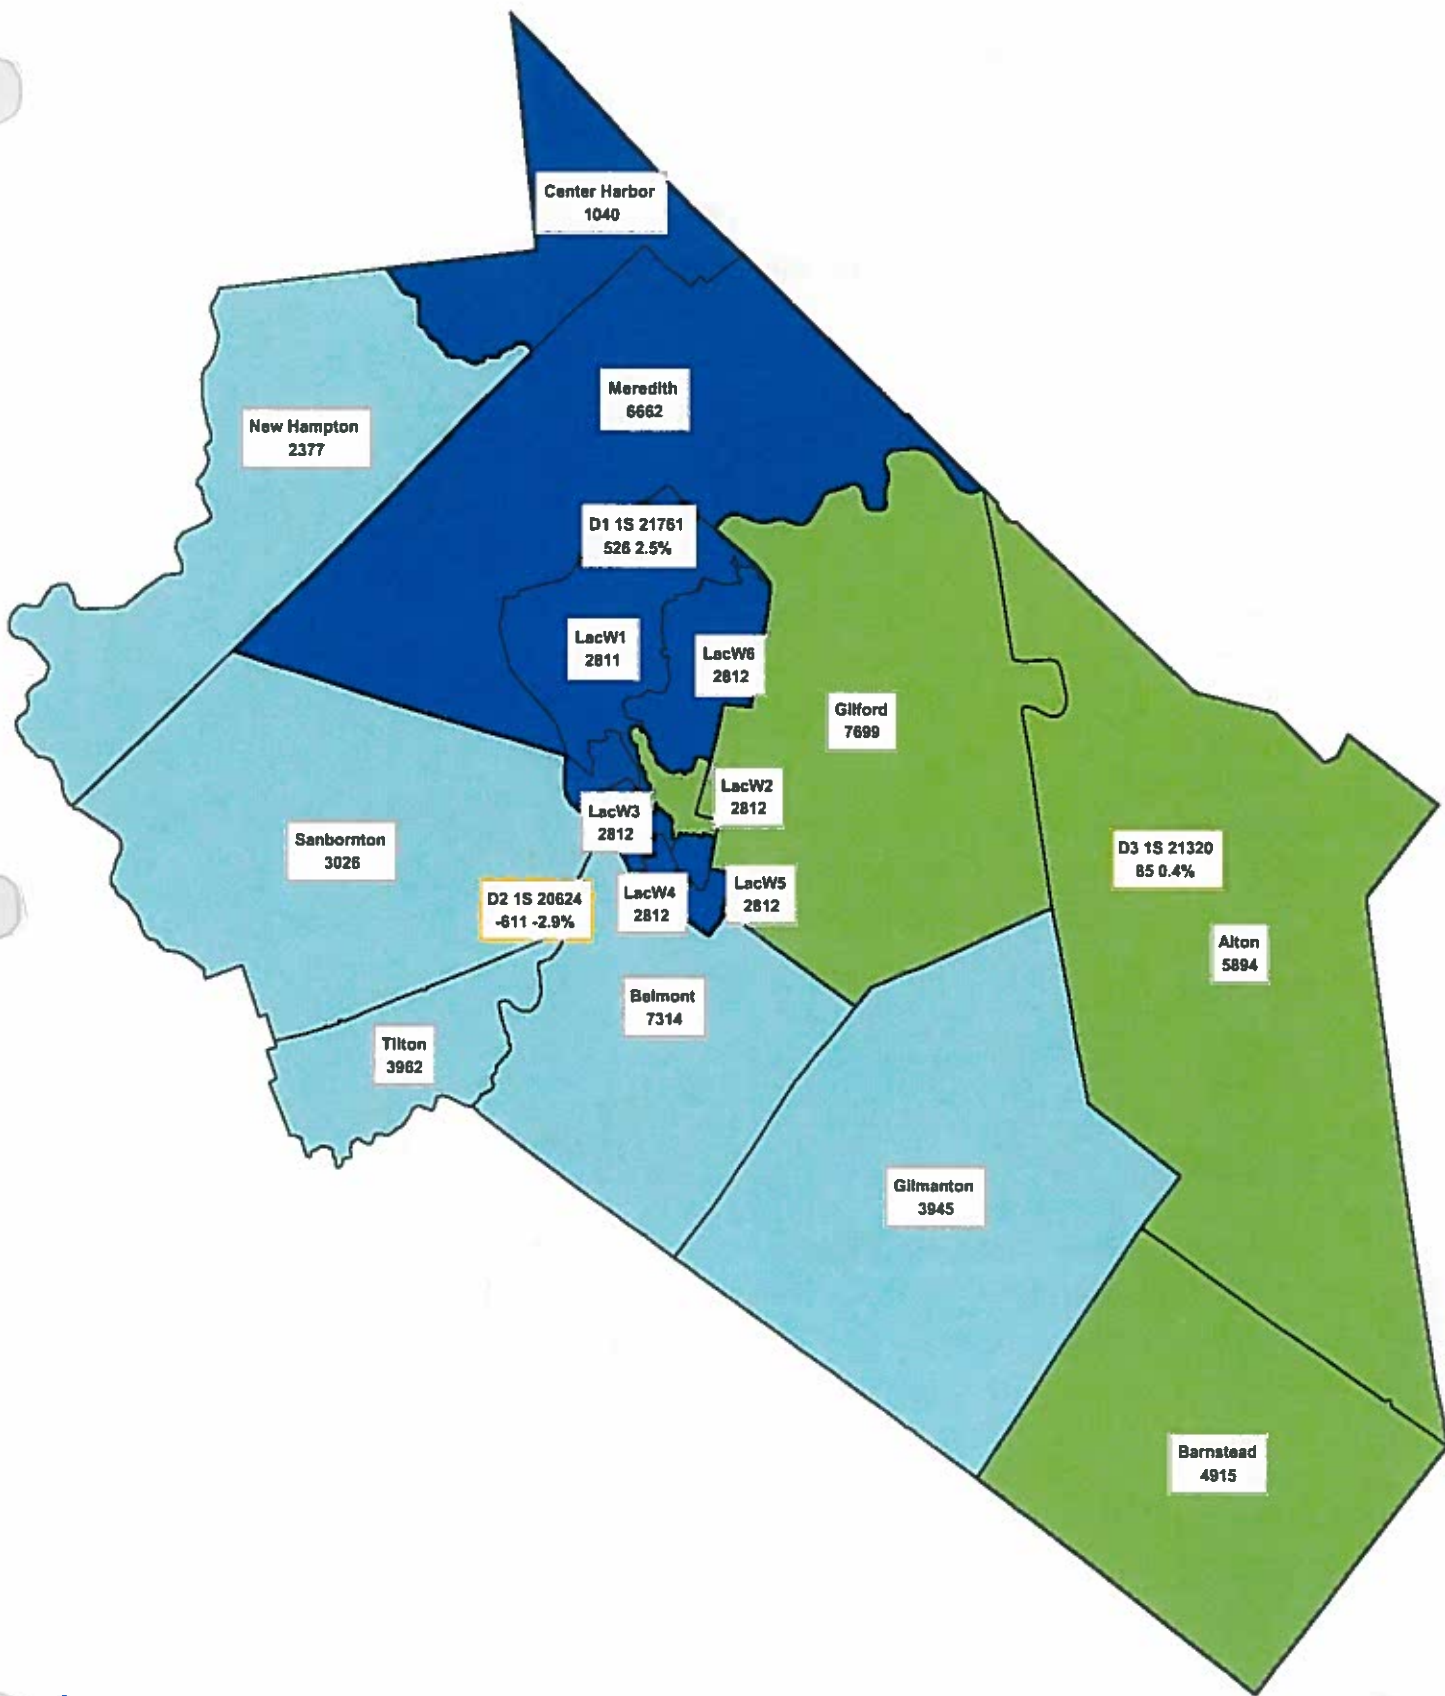 Center Harbor
1040
Meredith
6662
New Hampton
2377
D1 1S 21761
526 2.5%
LacW1
2811
LacW6
2812
Gilford
7699
LacW2
2812
LacW3
2812
Sanbornton
3026
D3 1S 21320
85 0.4%
D2 1S 20624
-611 -2.9%
LacW4
2812
LacW5
2812
Alton
5894
Belmont
7314
Tilton
3962
Gilmanton
3945
Barnstead
4915